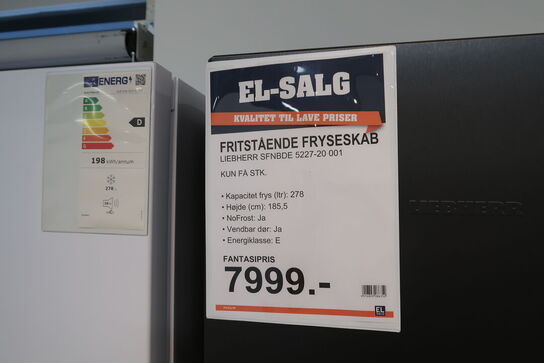 ENERG
D
198 kWh/annum
278 L
EL-SALG
KVALITET TIL LAVE PRISER
FRITSTÅENDE FRYSESKAB
LIEBHERR SFNBDE 5227-20 001
KUN FÅ STK.
• Kapacitet frys (ltr): 278
• Højde (cm): 185,5
• NoFrost: Ja
• Vendbar dør: Ja
• Energiklasse: E
FANTASIPRIS
7999.-
EL
LIEBHERR